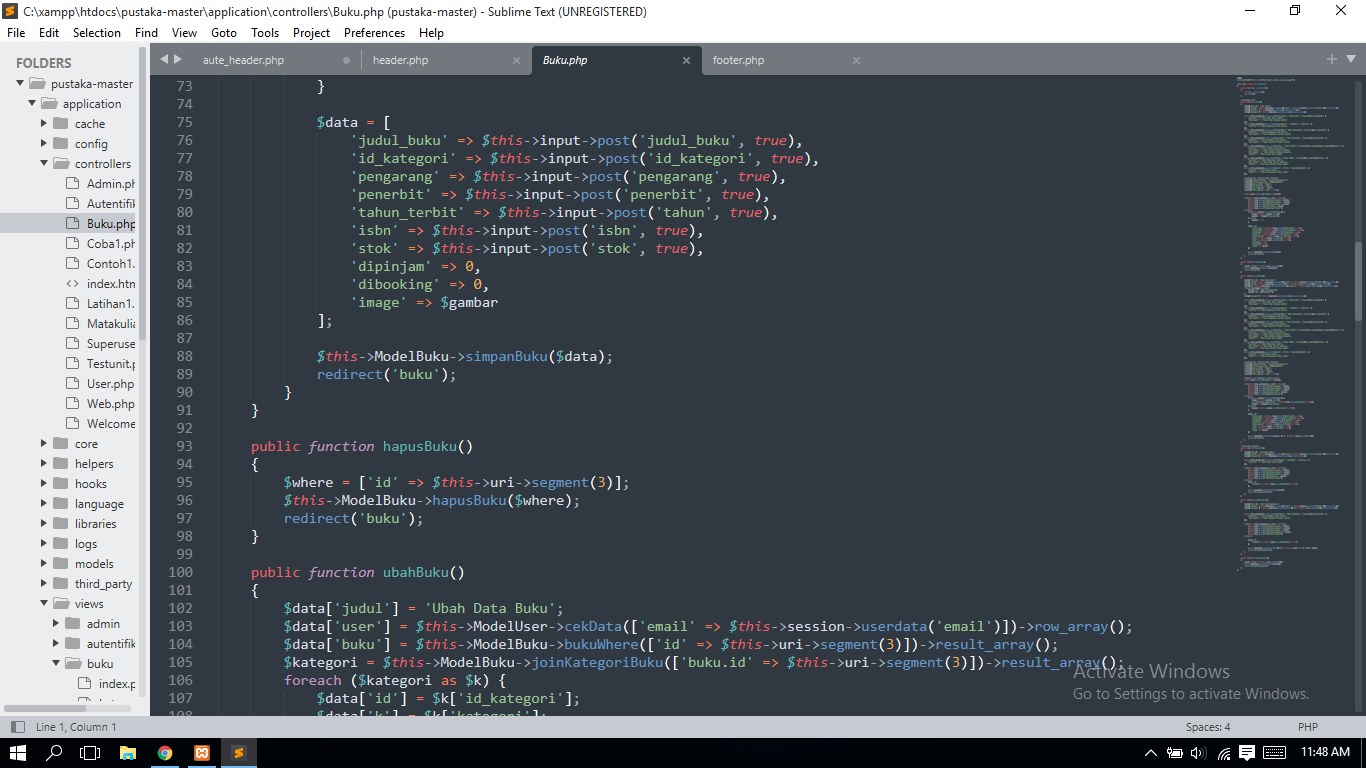 C:\xampp\htdocs\pustaka-master\application\controllers\Buku.php (pustaka-master) - Sublime Text (UNREGISTERED)
File Edit Selection Find View Goto Tools Project Preferences Help
FOLDERS
pustaka-master
application
cache
config
controllers
Admin.ph
Autentifik
Buku.php
Coba1.ph
Contoh1.
index.htm
Latihan1.
Matakulia
Superuse
Testunit.p
User.php
Web.php
Welcome
core
helpers
hooks
language
libraries
logs
models
third_party
views
admin
autentifik
buku
index.p
aute_header.php header.php Buku.php footer.php
73 }
74
75 $data = [
76 'judul_buku' => $this->input->post('judul_buku', true),
77 'id_kategori' => $this->input->post('id_kategori', true),
78 'pengarang' => $this->input->post('pengarang', true),
79 'penerbit' => $this->input->post('penerbit', true),
80 'tahun_terbit' => $this->input->post('tahun', true),
81 'isbn' => $this->input->post('isbn', true),
82 'stok' => $this->input->post('stok', true),
83 'dipinjam' => 0,
84 'dibooking' => 0,
85 'image' => $gambar
86 ];
87
88 $this->ModelBuku->simpanBuku($data);
89 redirect('buku');
90 }
91 }
92
93 public function hapusBuku()
94 {
95 $where = ['id' => $this->uri->segment(3)];
96 $this->ModelBuku->hapusBuku($where);
97 redirect('buku');
98 }
99
100 public function ubahBuku()
101 {
102 $data['judul'] = 'Ubah Data Buku';
103 $data['user'] = $this->ModelUser->cekData(['email' => $this->session->userdata('email')])->row_array();
104 $data['buku'] = $this->ModelBuku->bukuWhere(['id' => $this->uri->segment(3)])->result_array();
105 $kategori = $this->ModelBuku->joinKategoriBuku(['buku.id' => $this->uri->segment(3)])->result_array();
106 foreach ($kategori as $k) {
107 $data['id'] = $k['id_kategori'];
108 $data['k'] = $k['kategori'];
Activate Windows
Go to Settings to activate Windows.
Line 1, Column 1 Spaces: 4 PHP
11:48 AM